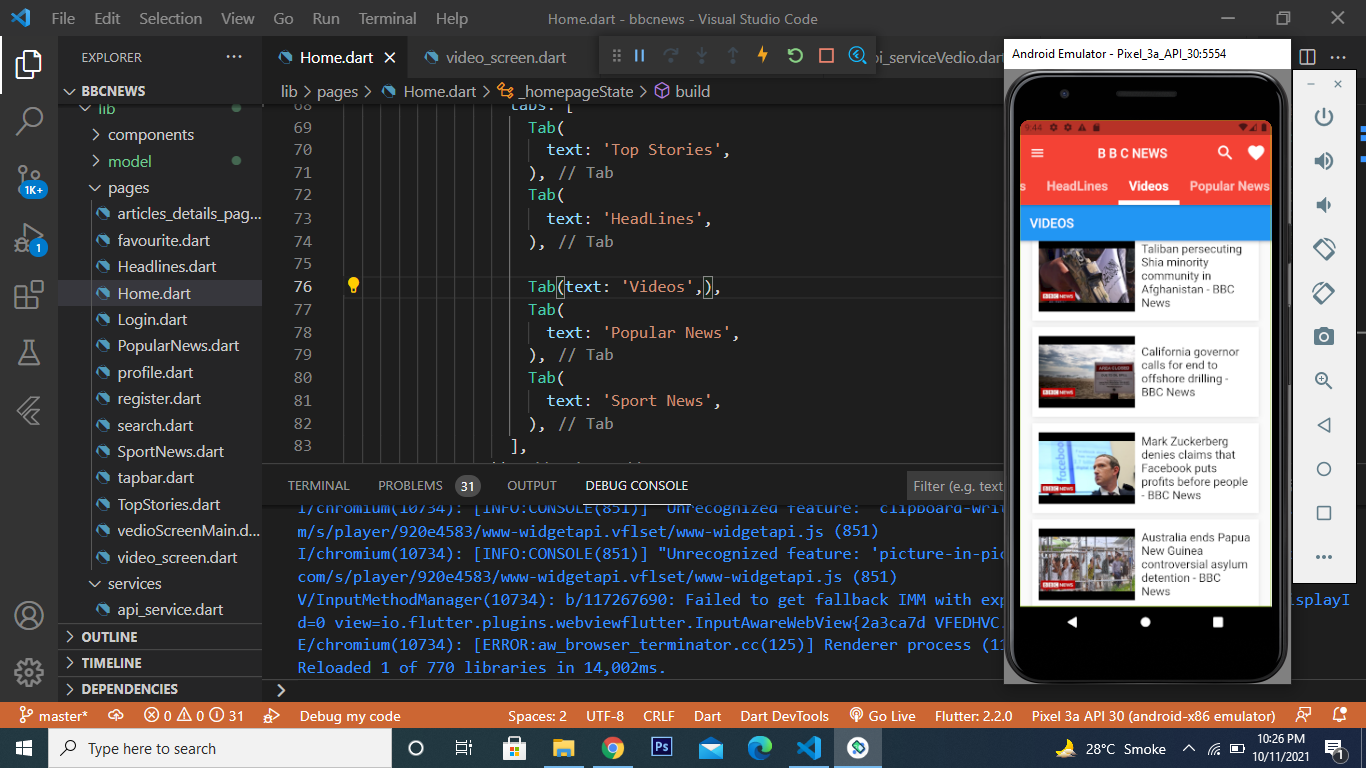 File Edit Selection View Go Run Terminal Help
Home.dart - bbcnews - Visual Studio Code
EXPLORER
Home.dart
video_screen.dart
i_serviceVedio.dart
BBCNEWS
lib
components
model
pages
articles_details_pag...
favourite.dart
Headlines.dart
Home.dart
Login.dart
PopularNews.dart
profile.dart
register.dart
search.dart
SportNews.dart
tapbar.dart
TopStories.dart
vedioScreenMain.d...
video_screen.dart
services
api_service.dart
OUTLINE
TIMELINE
DEPENDENCIES
1K+
1
lib > pages > Home.dart > _homepageState > build
68 tabs: [
69 Tab(
70 text: 'Top Stories',
71 ), // Tab
72 Tab(
73 text: 'HeadLines',
74 ), // Tab
75
76 Tab(text: 'Videos',),
77 Tab(
78 text: 'Popular News',
79 ), // Tab
80 Tab(
81 text: 'Sport News',
82 ), // Tab
83 ],
TERMINAL PROBLEMS 31 OUTPUT DEBUG CONSOLE
Filter (e.g. text
I/chromium(10734): [INFO:CONSOLE(851)] "Unrecognized feature: 'clipboard-writ
m/s/player/920e4583/www-widgetapi.vflset/www-widgetapi.js (851)
I/chromium(10734): [INFO:CONSOLE(851)] "Unrecognized feature: 'picture-in-pic
com/s/player/920e4583/www-widgetapi.vflset/www-widgetapi.js (851)
V/InputMethodManager(10734): b/117267690: Failed to get fallback IMM with exp
isplayI
d=0 view=io.flutter.plugins.webviewflutter.InputAwareWebView{2a3ca7d VFEDHVC.
E/chromium(10734): [ERROR:aw_browser_terminator.cc(125)] Renderer process (11
Reloaded 1 of 770 libraries in 14,002ms.
Android Emulator - Pixel_3a_API_30:5554
9:44
B B C NEWS
s HeadLines Videos Popular News
VIDEOS
Taliban persecuting
Shia minority
community in
Afghanistan - BBC
News
California governor
calls for end to
offshore drilling -
BBC News
Mark Zuckerberg
denies claims that
Facebook puts
profits before people
- BBC News
Australia ends Papua
New Guinea
controversial asylum
detention - BBC
News
master* 0 0 31 Debug my code Spaces: 2 UTF-8 CRLF Dart Dart DevTools Go Live Flutter: 2.2.0 Pixel 3a API 30 (android-x86 emulator)
Type here to search
Ps
28°C Smoke
10:26 PM
10/11/2021
1